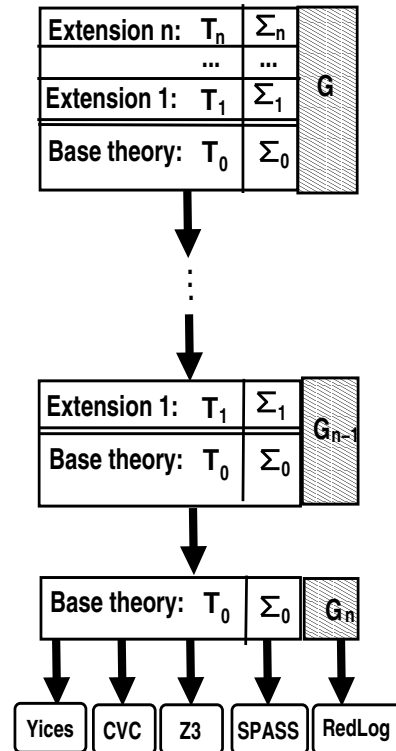 Extension n: Tn Σn
... ... G
Extension 1: T1 Σ1
Base theory: T0 Σ0
Extension 1: T1 Σ1
Gn−1
Base theory: T0 Σ0
Base theory: T0 Σ0 Gn
Yices CVC Z3 SPASS RedLog